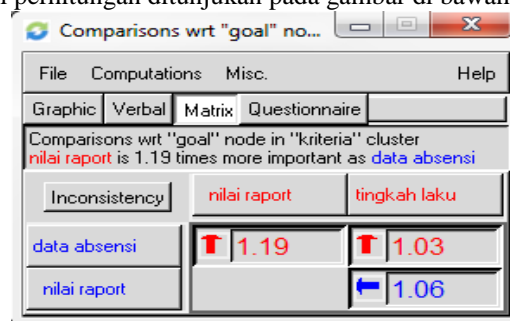 perhitungan ditunjukan pada gambar di bawah
Comparisons wrt "goal" no...
File Computations Misc. Help
Graphic Verbal Matrix Questionnaire
Comparisons wrt "goal" node in "kriteria" cluster
nilai raport is 1.19 times more important as data absensi
Inconsistency nilai raport tingkah laku
data absensi 1.19 1.03
nilai raport 1.06